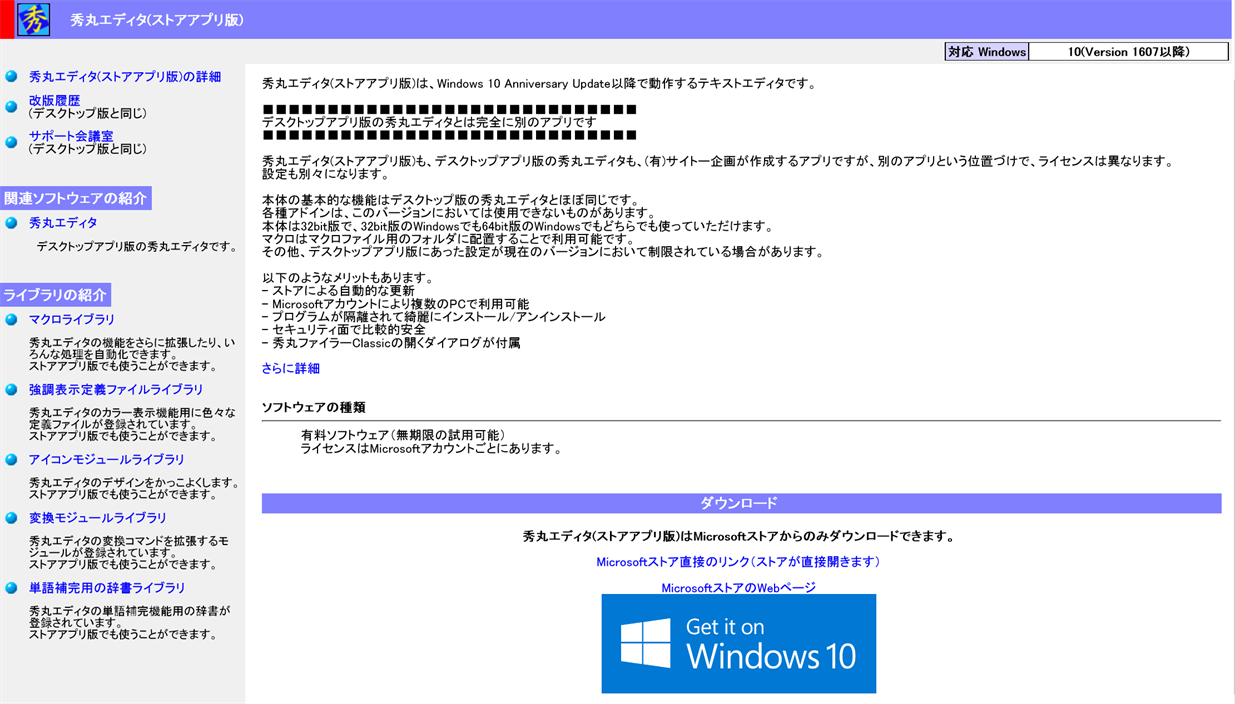 秀
秀丸エディタ(ストアアプリ版)
対応 Windows 10(Version 1607以降)
秀丸エディタ(ストアアプリ版)の詳細
改版履歴
(デスクトップ版と同じ)
サポート会議室
(デスクトップ版と同じ)
関連ソフトウェアの紹介
秀丸エディタ
デスクトップアプリ版の秀丸エディタです。
ライブラリの紹介
マクロライブラリ
秀丸エディタの機能をさらに拡張したり、い
ろんな処理を自動化できます。
ストアアプリ版でも使うことができます。
強調表示定義ファイルライブラリ
秀丸エディタのカラー表示機能用に色々な
定義ファイルが登録されています。
ストアアプリ版でも使うことができます。
アイコンモジュールライブラリ
秀丸エディタのデザインをかっこよくします。
ストアアプリ版でも使うことができます。
変換モジュールライブラリ
秀丸エディタの変換コマンドを拡張するモ
ジュールが登録されています。
ストアアプリ版でも使うことができます。
単語補完用の辞書ライブラリ
秀丸エディタの単語補完機能用の辞書が
登録されています。
ストアアプリ版でも使うことができます。
秀丸エディタ(ストアアプリ版)は、Windows 10 Anniversary Update以降で動作するテキストエディタです。
■■■■■■■■■■■■■■■■■■■■■■■■■■■■■
デスクトップアプリ版の秀丸エディタとは完全に別のアプリです
■■■■■■■■■■■■■■■■■■■■■■■■■■■■■
秀丸エディタ(ストアアプリ版)も、デスクトップアプリ版の秀丸エディタも、(有)サイトー企画が作成するアプリですが、別のアプリという位置づけで、ライセンスは異なります。
設定も別々になります。
本体の基本的な機能はデスクトップ版の秀丸エディタとほぼ同じです。
各種アドインは、このバージョンにおいては使用できないものがあります。
本体は32bit版で、32bit版のWindowsでも64bit版のWindowsでもどちらでも使っていただけます。
マクロはマクロファイル用のフォルダに配置することで利用可能です。
その他、デスクトップアプリ版にあった設定が現在のバージョンにおいて制限されている場合があります。
以下のようなメリットもあります。
- ストアによる自動的な更新
- Microsoftアカウントにより複数のPCで利用可能
- プログラムが隔離されて綺麗にインストール/アンインストール
- セキュリティ面で比較的安全
- 秀丸ファイラーClassicの開くダイアログが付属
さらに詳細
ソフトウェアの種類
有料ソフトウェア(無期限の試用可能)
ライセンスはMicrosoftアカウントごとにあります。
ダウンロード
秀丸エディタ(ストアアプリ版)はMicrosoftストアからのみダウンロードできます。
Microsoftストア直接のリンク(ストアが直接開きます)
MicrosoftストアのWebページ
Get it on
Windows 10